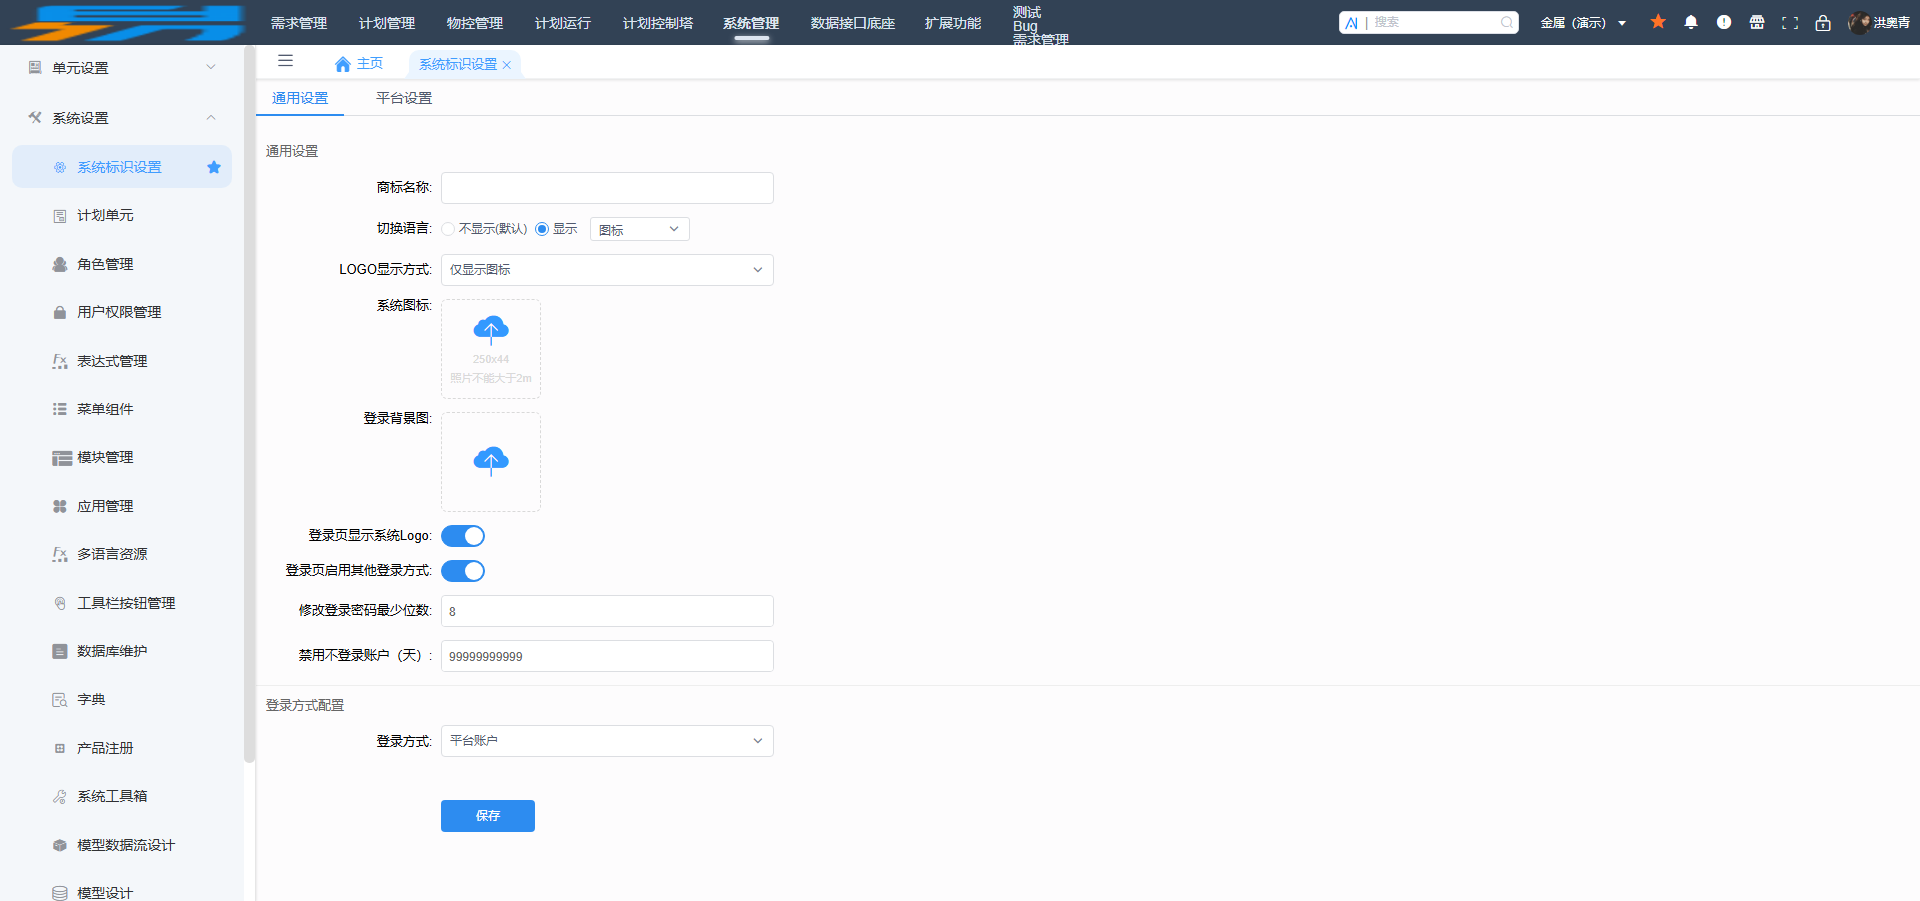 需求管理
计划管理
物控管理
计划运行
计划控制塔
系统管理
数据接口底座
扩展功能
测试
Bug
需求管理
AI | 搜索
金属（演示）
洪奥青
单元设置
系统设置
系统标识设置
计划单元
角色管理
用户权限管理
表达式管理
菜单组件
模块管理
应用管理
多语言资源
工具栏按钮管理
数据库维护
字典
产品注册
系统工具箱
模型数据流设计
模型设计
主页
系统标识设置
通用设置
平台设置
通用设置
商标名称:
切换语言: 不显示(默认) 显示 图标
LOGO显示方式: 仅显示图标
系统图标:
250x44
照片不能大于2m
登录背景图:
登录页显示系统Logo:
登录页启用其他登录方式:
修改登录密码最少位数: 8
禁用不登录账户（天）: 99999999999
登录方式配置
登录方式: 平台账户
保存